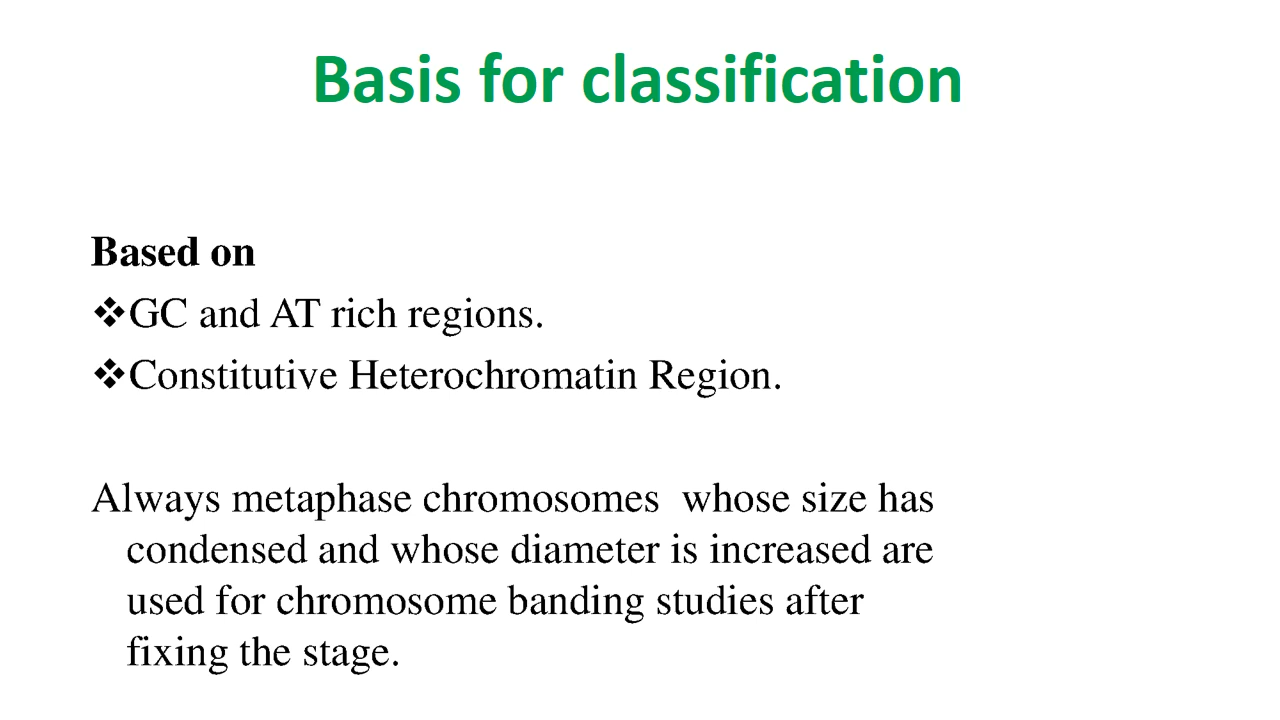 Basis for classification
Based on
❖GC and AT rich regions.
❖Constitutive Heterochromatin Region.
Always metaphase chromosomes  whose size has
condensed and whose diameter is increased are
used for chromosome banding studies after
fixing the stage.